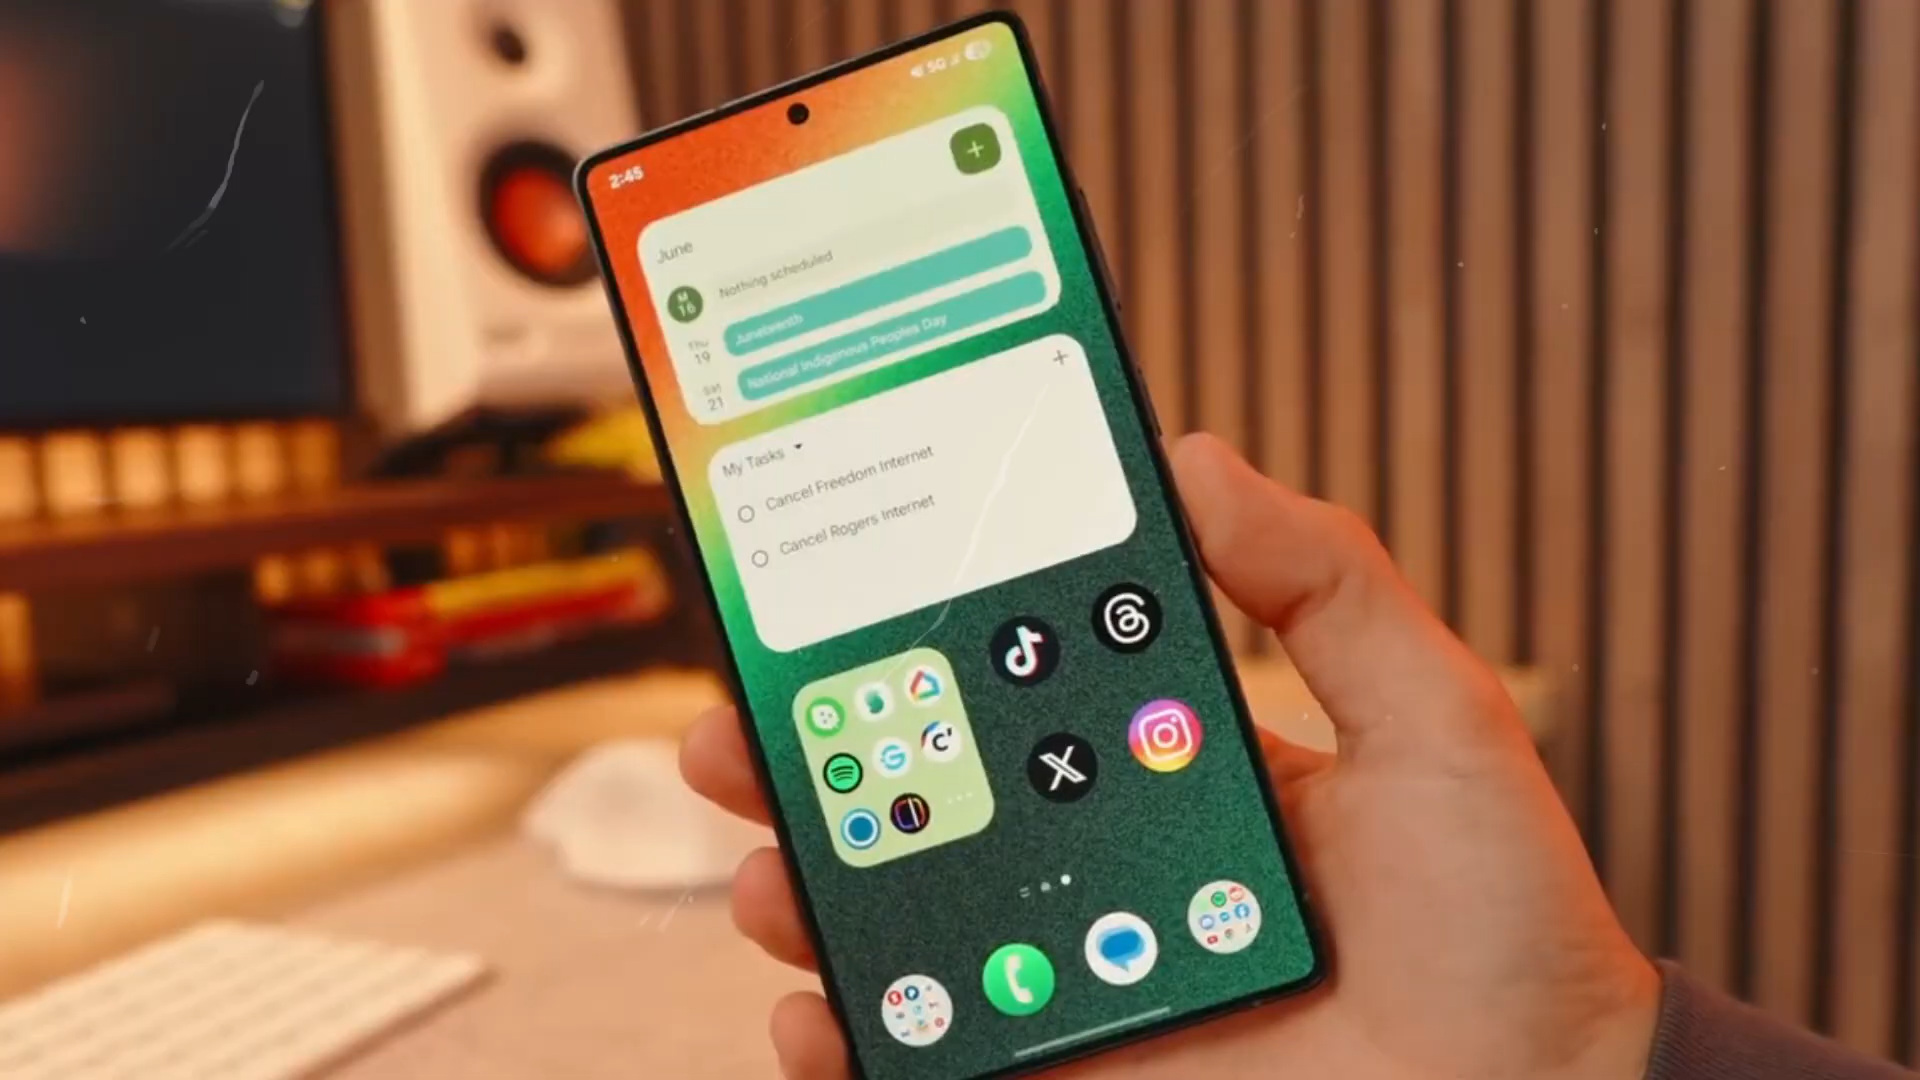 2:45
5G
June
M
16
Nothing scheduled
Juneteenth
Thu
19
National Indigenous Peoples Day
Sat
21
My Tasks
Cancel Freedom Internet
Cancel Rogers Internet